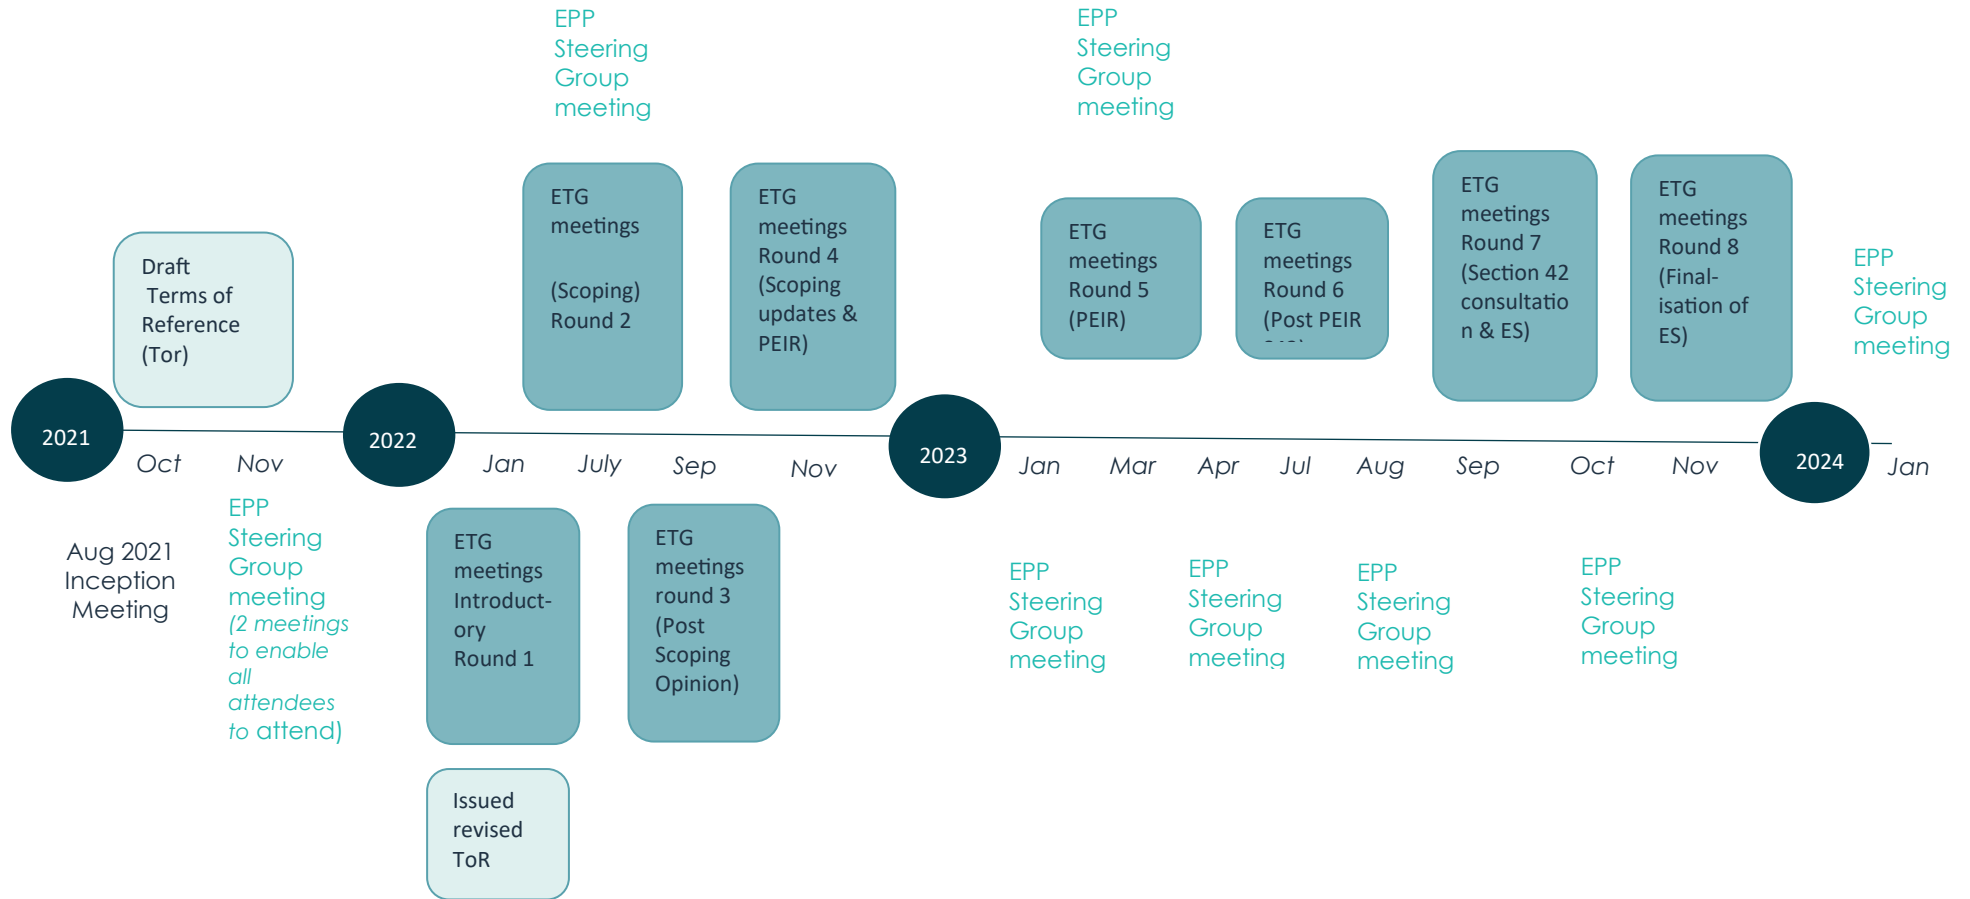 EPP
Steering
Group
meeting
EPP
Steering
Group
meeting
Draft
Terms of
Reference
(Tor)
ETG
meetings
(Scoping)
Round 2
ETG
meetings
Round 4
(Scoping
updates &
PEIR)
ETG
meetings
Round 5
(PEIR)
ETG
meetings
Round 6
(Post PEIR
ETG
meetings
Round 7
(Section 42
consultatio
n & ES)
ETG
meetings
Round 8
(Final-
isation of
ES)
EPP
Steering
Group
meeting
2021
Oct
Nov
2022
Jan
July
Sep
Nov
2023
Jan
Mar
Apr
Jul
Aug
Sep
Oct
Nov
2024
Jan
Aug 2021
Inception
Meeting
EPP
Steering
Group
meeting
(2 meetings
to enable
all
attendees
to attend)
ETG
meetings
Introduct-
ory
Round 1
ETG
meetings
round 3
(Post
Scoping
Opinion)
EPP
Steering
Group
meeting
EPP
Steering
Group
meeting
EPP
Steering
Group
meeting
EPP
Steering
Group
meeting
Issued
revised
ToR